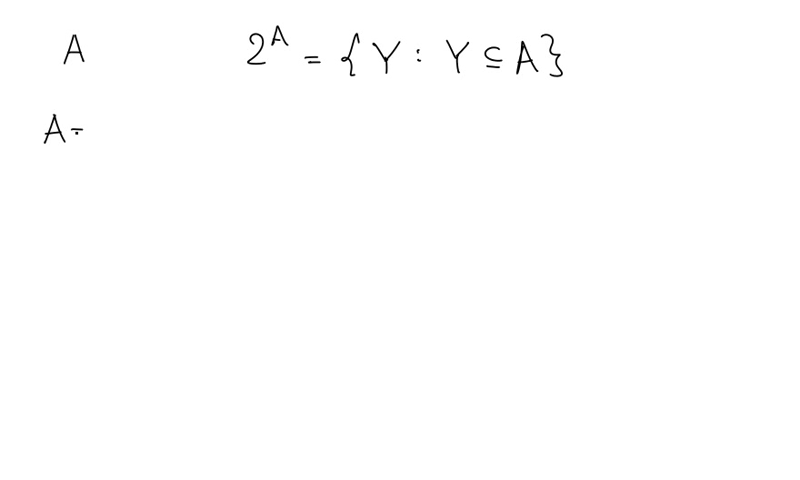 A 2^A = { Y : Y ⊆ A }
A =